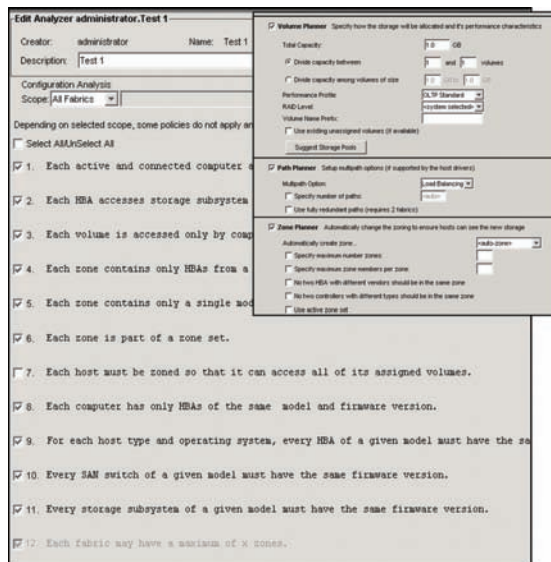 Edit Analyzer administrator.Test 1
Creator: administrator Name: Test 1
Description: Test 1
Configuration Analysis
Scope: All Fabrics
Depending on selected scope, some policies do not apply an
Select All/UnSelect All
1. Each active and connected computer
2. Each HBA accesses storage subsystem
3. Each volume is accessed only by comp
4. Each zone contains only HBAs from a
5. Each zone contains only a single mod
6. Each zone is part of a zone set.
7. Each host must be zoned so that it can access all of its assigned volumes.
8. Each computer has only HBAs of the same model and firmware version.
9. For each host type and operating system, every HBA of a given model must have the sa
10. Every SAN switch of a given model must have the same firmware version.
11. Every storage subsystem of a given model must have the same firmware version.
12. Each fabric may have a maximum of x zones.
Volume Planner Specify how the storage will be allocated and it's performance characteristics
Total Capacity: 1.0 GB
Divide capacity between 1 and 1 volumes
Divide capacity among volumes of size 1.0 1.0 GB
Performance Profile: OLTP Standard
RAID Level: <system selected>
Volume Name Prefix:
Use existing unassigned volumes (if available)
Suggest Storage Pools
Path Planner Setup multipath options (if supported by the host drivers)
Multipath Option: Load Balancing
Specify number of paths: <auto>
Use fully redundant paths (requires 2 fabrics)
Zone Planner Automatically change the zoning to ensure hosts can see the new storage
Automatically create zone.. <auto-zone>
Specify maximum number zones
Specify maximum zone members per zone
No two HBA with different vendors should be in the same zone
No two controllers with different types should be in the same zone
Use active zone set